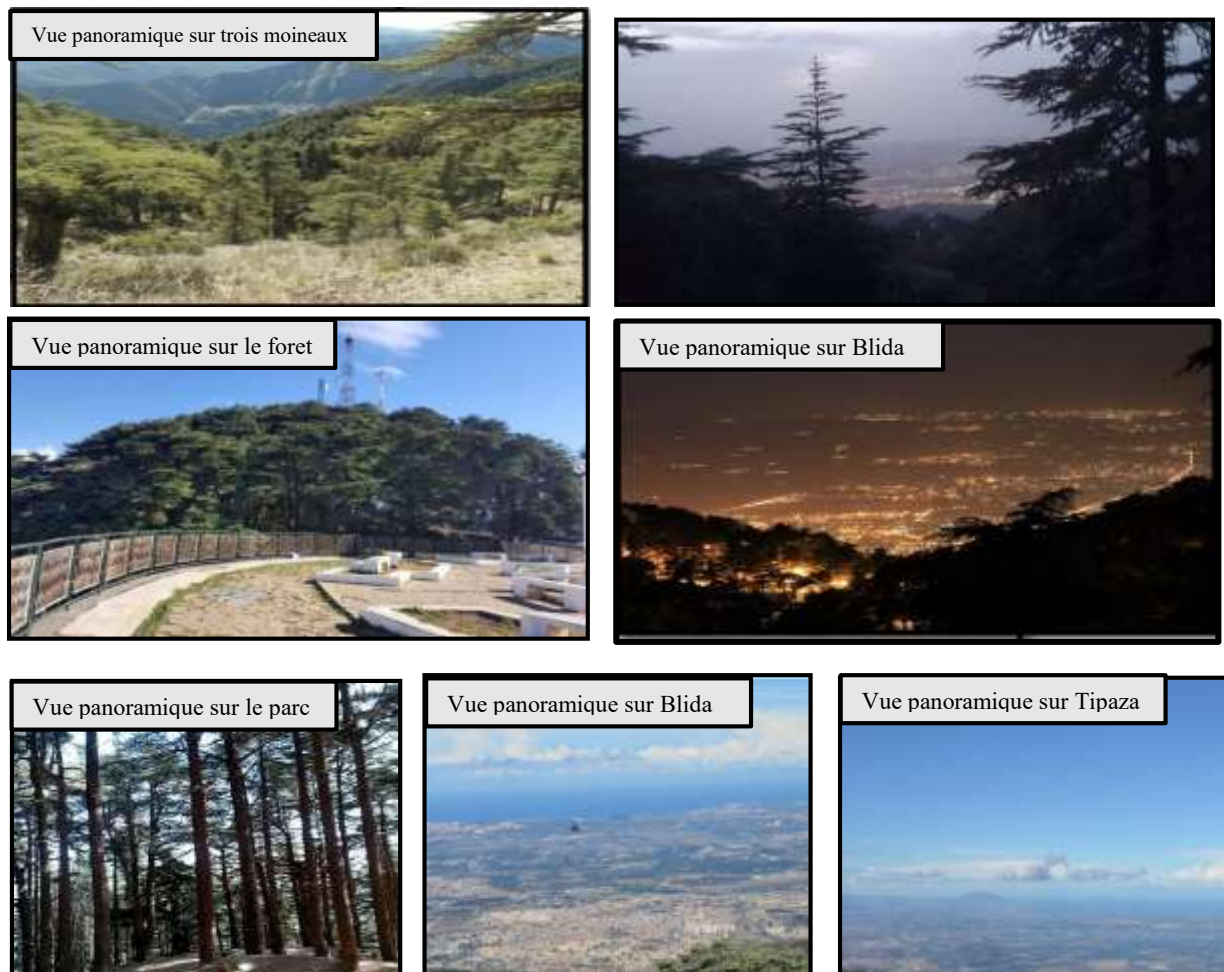 Vue panoramique sur trois moineaux
Vue panoramique sur le foret
Vue panoramique sur Blida
Vue panoramique sur le parc
Vue panoramique sur Blida
Vue panoramique sur Tipaza